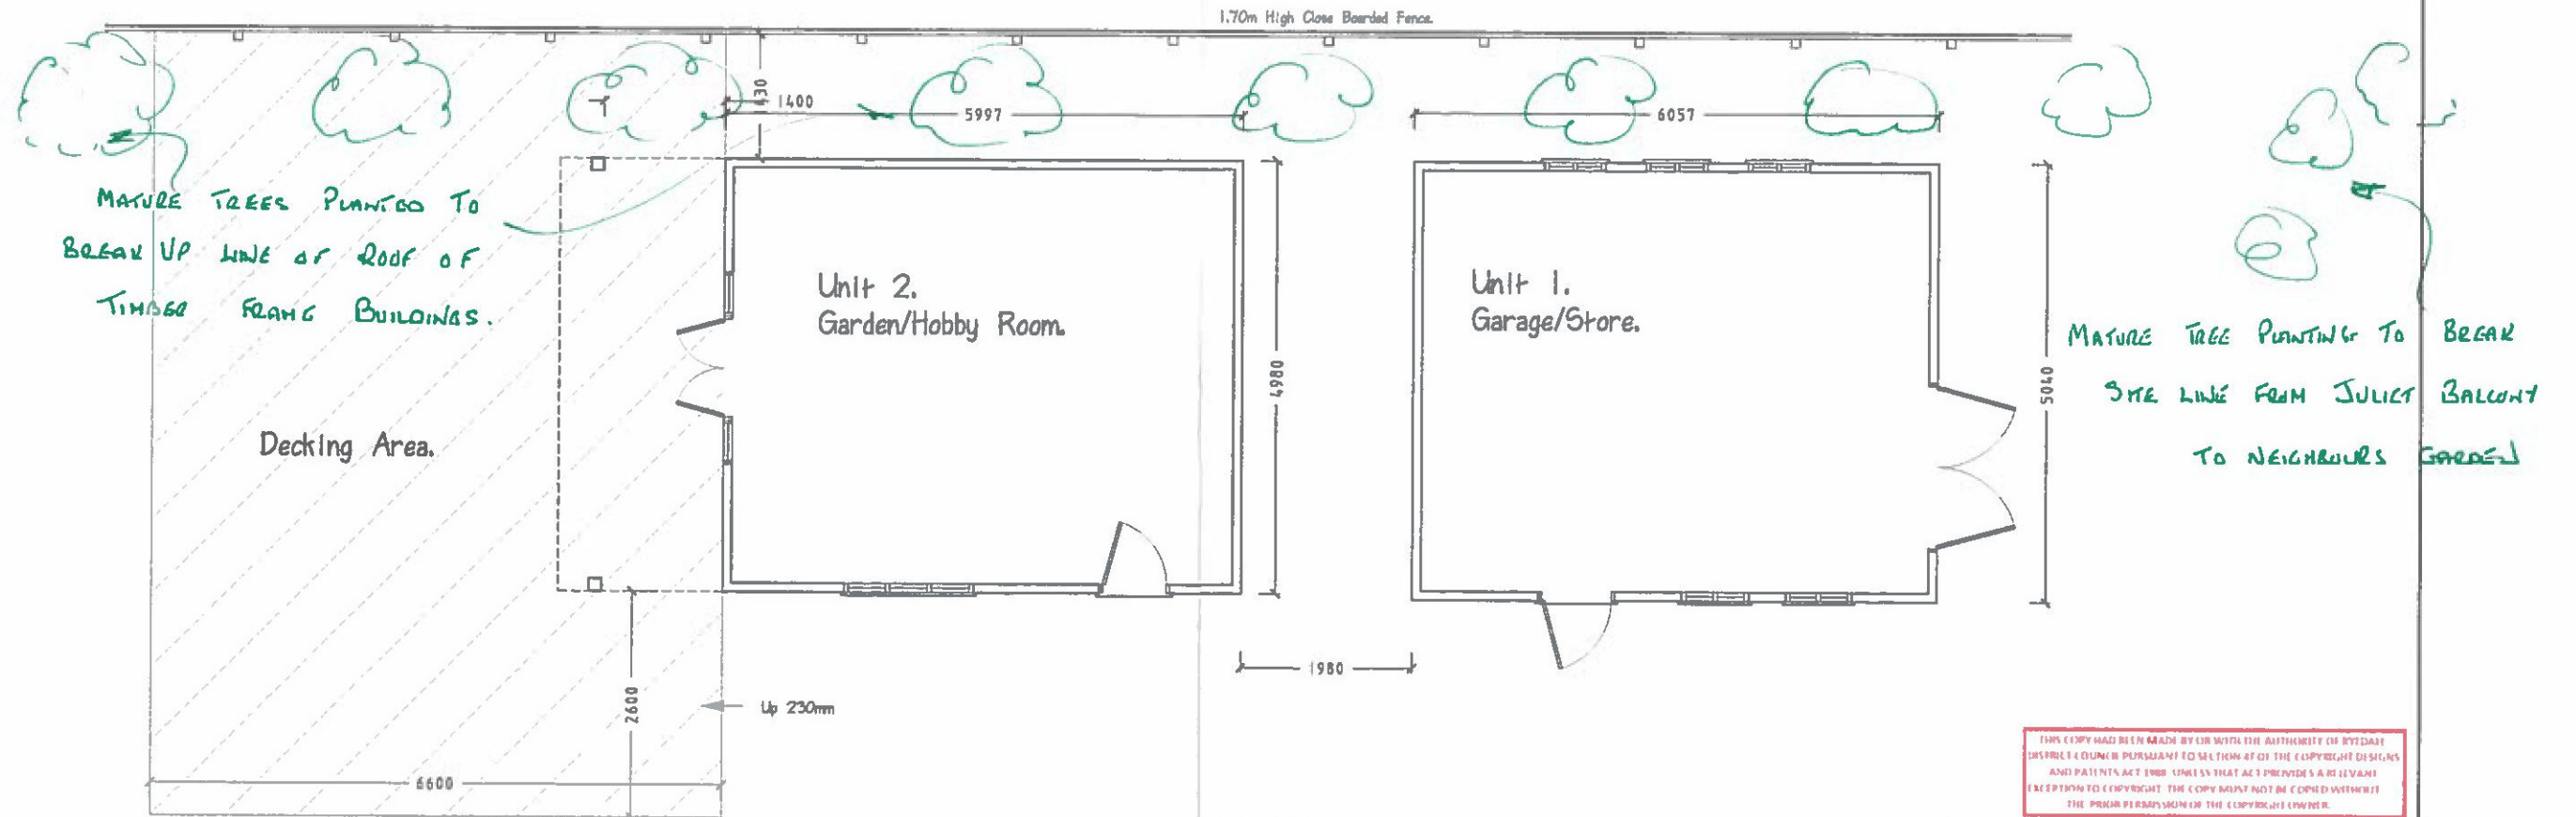 1.70m High Close Boarded Fence.
1400
5997
6057
MATURE TREES PLANTED TO
BREAK UP LINE OF ROOF OF
TIMBER FRAME BUILDINGS.
Unit 2.
Garden/Hobby Room.
4980
Unit 1.
Garage/Store.
5040
MATURE TREE PLANTING TO BREAK
SITE LINE FROM JULIET BALCONY
TO NEIGHBOURS GARDEN
Decking Area.
1980
2600
Up 230mm
6600
THIS COPY HAD BEEN MADE BY OR WITH THE AUTHORITY OF RYEDALE
DISTRICT COUNCIL PURSUANT TO SECTION 47 OF THE COPYRIGHT DESIGNS
AND PATENTS ACT 1988 UNLESS THAT ACT PROVIDES A RELEVANT
EXCEPTION TO COPYRIGHT THE COPY MUST NOT BE COPIED WITHOUT
THE PRIOR PERMISSION OF THE COPYRIGHT OWNER.